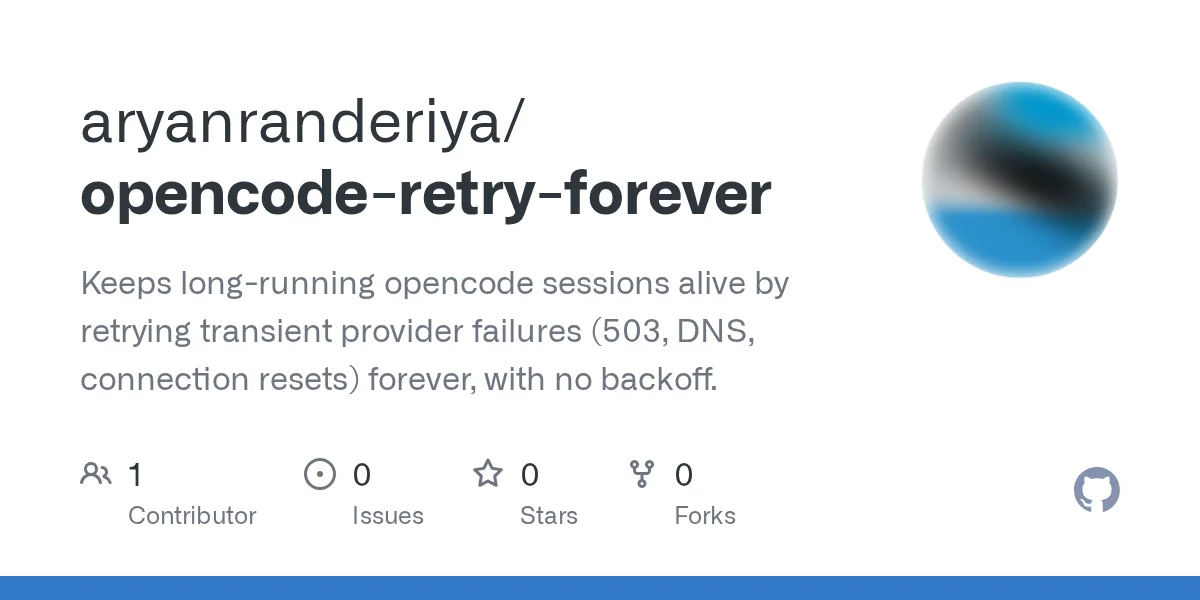 aryanranderiya/
opencode-retry-forever
Keeps long-running opencode sessions alive by
retrying transient provider failures (503, DNS,
connection resets) forever, with no backoff.
1 0 0 0
Contributor Issues Stars Forks